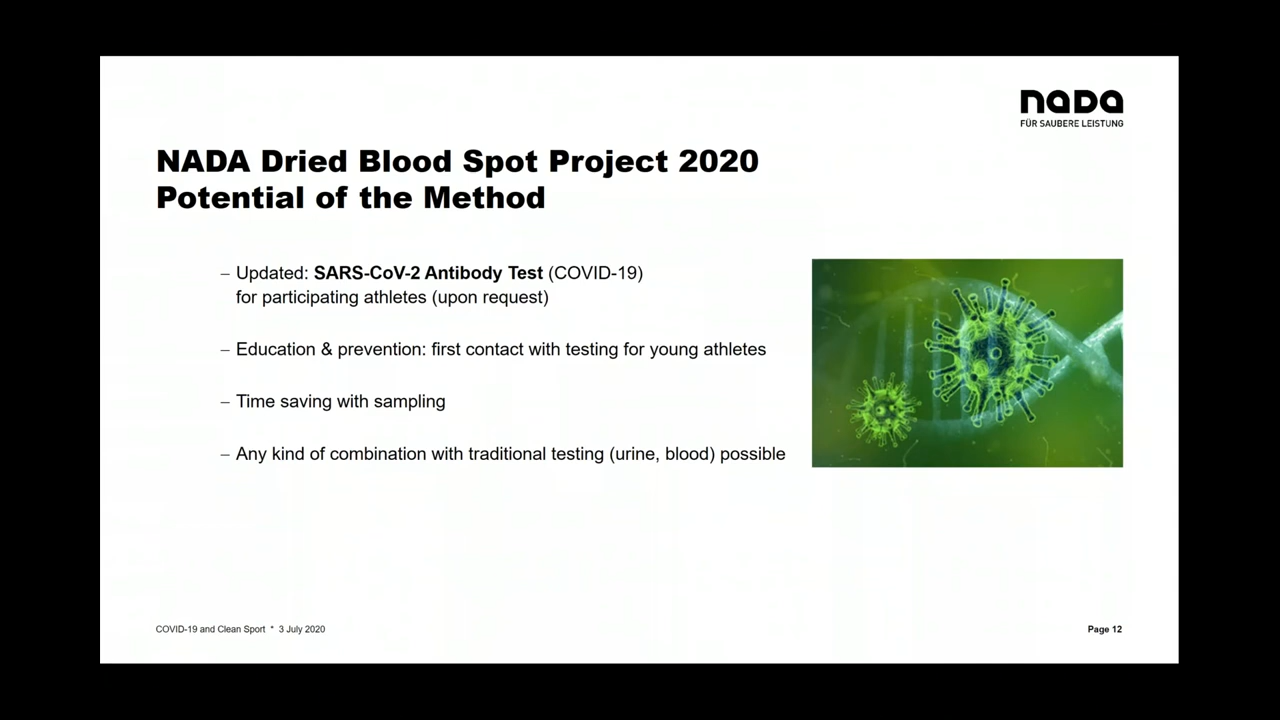 nada
FÜR SAUBERE LEISTUNG
NADA Dried Blood Spot Project 2020
Potential of the Method
– Updated: SARS-CoV-2 Antibody Test (COVID-19)
for participating athletes (upon request)
– Education & prevention: first contact with testing for young athletes
– Time saving with sampling
– Any kind of combination with traditional testing (urine, blood) possible
COVID-19 and Clean Sport * 3 July 2020
Page 12